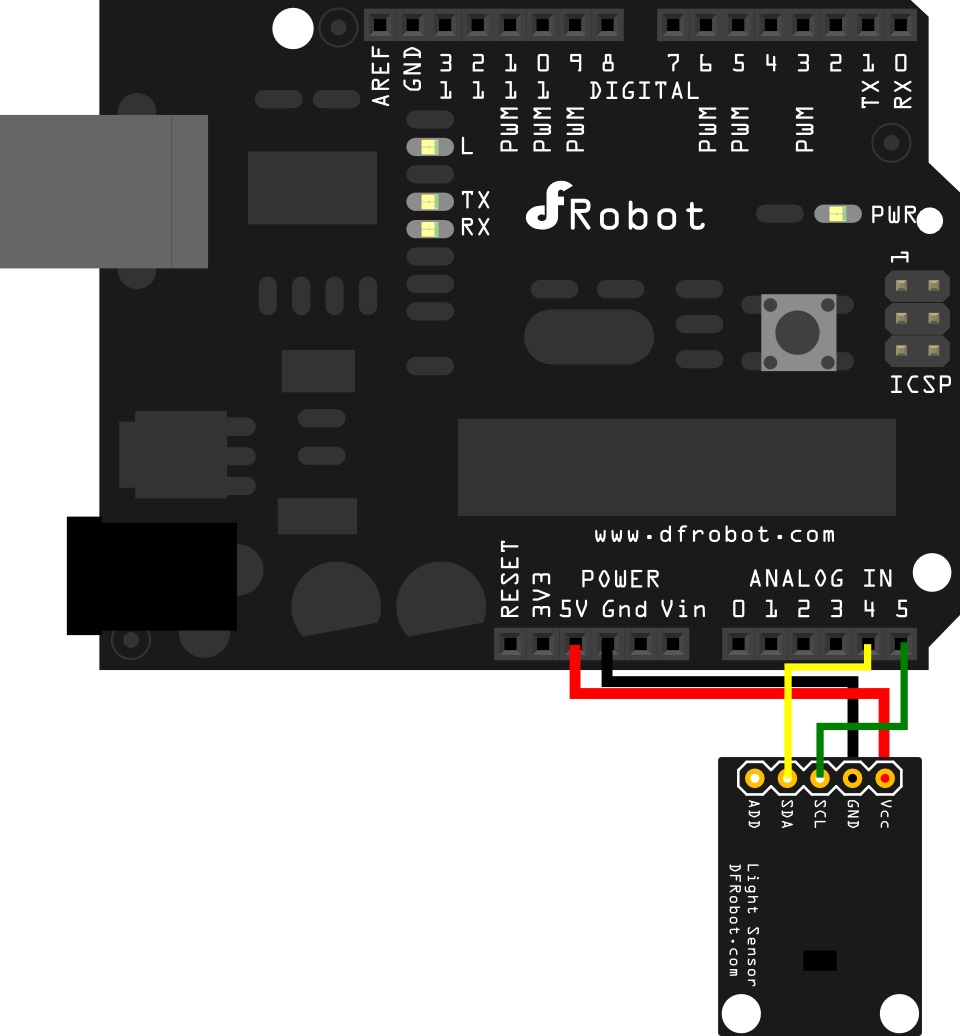 AREF GND 13 12 11 10 9 8 7 6 5 4 3 2 TX 1 RX 0
DIGITAL
PWM PWM PWM PWM PWM PWM
L
TX
RX
dfRobot
PWR
1
ICSP
www.dfrobot.com
POWER
RESET 3V3 5V Gnd Vin
ANALOG IN
0 1 2 3 4 5
ADD SDA SCL GND Vcc
Light Sensor
DFRobot.com